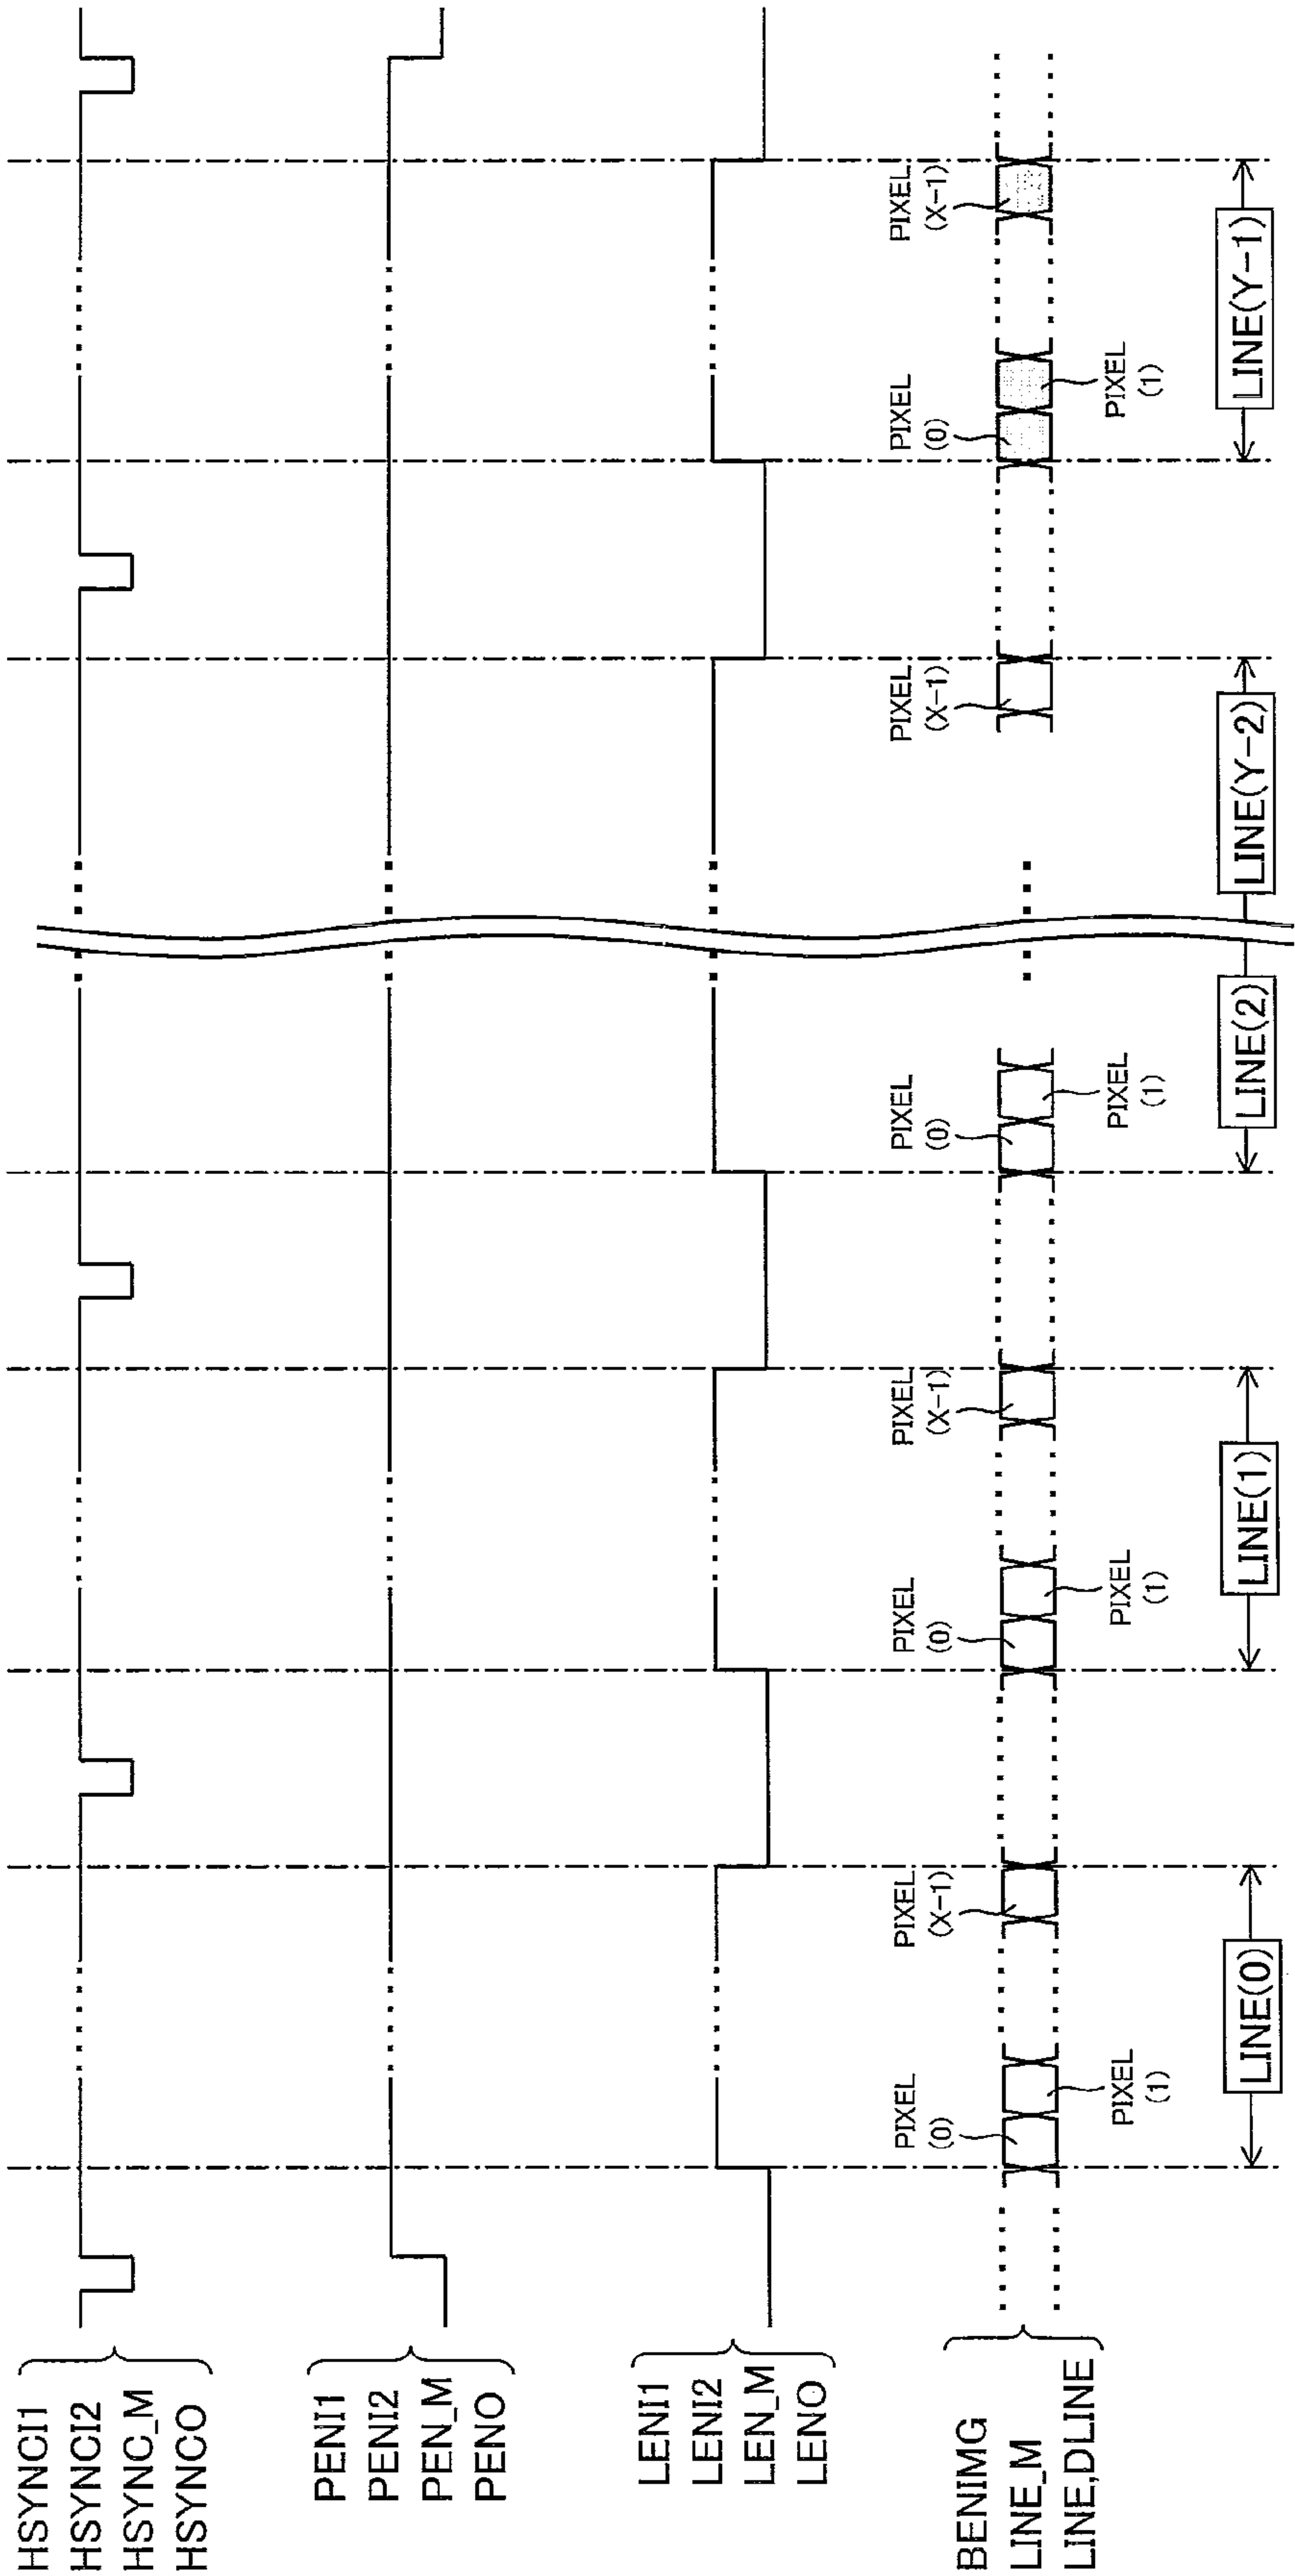 HSYNCI1
HSYNCI2
HSYNC_M
HSYNCO
PENI1
PENI2
PEN_M
PENO
LENI1
LENI2
LEN_M
LENO
BENIMG
LINE_M
LINE,DLINE
PIXEL
(0)
PIXEL
(1)
PIXEL
(X-1)
PIXEL
(0)
PIXEL
(1)
PIXEL
(X-1)
PIXEL
(0)
PIXEL
(1)
PIXEL
(X-1)
PIXEL
(0)
PIXEL
(1)
PIXEL
(X-1)
LINE(0)
LINE(1)
LINE(2)
LINE(Y-2)
LINE(Y-1)